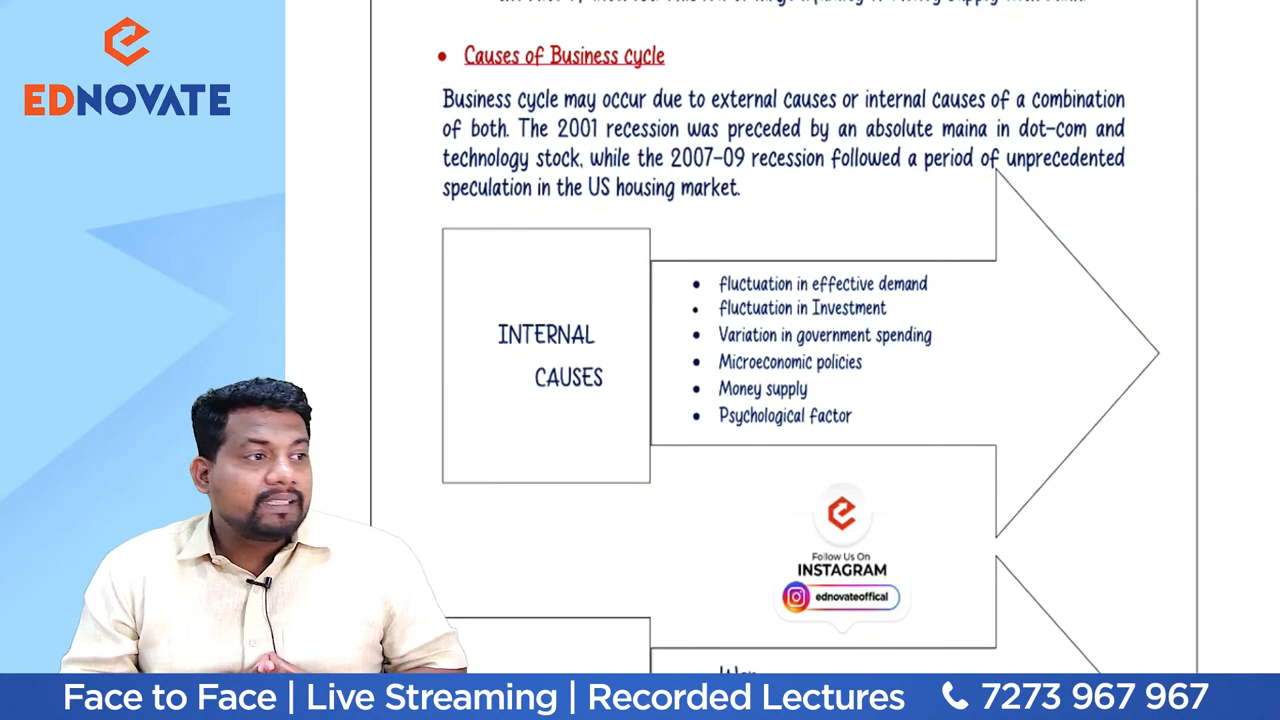 EDNOVATE
Causes of Business cycle
Business cycle may occur due to external causes or internal causes of a combination
of both. The 2001 recession was preceded by an absolute maina in dot-com and
technology stock, while the 2007-09 recession followed a period of unprecedented
speculation in the US housing market.
INTERNAL
CAUSES
fluctuation in effective demand
fluctuation in Investment
Variation in government spending
Microeconomic policies
Money supply
Psychological factor
Follow Us On
INSTAGRAM
ednovateoffical
Face to Face | Live Streaming | Recorded Lectures 7273 967 967